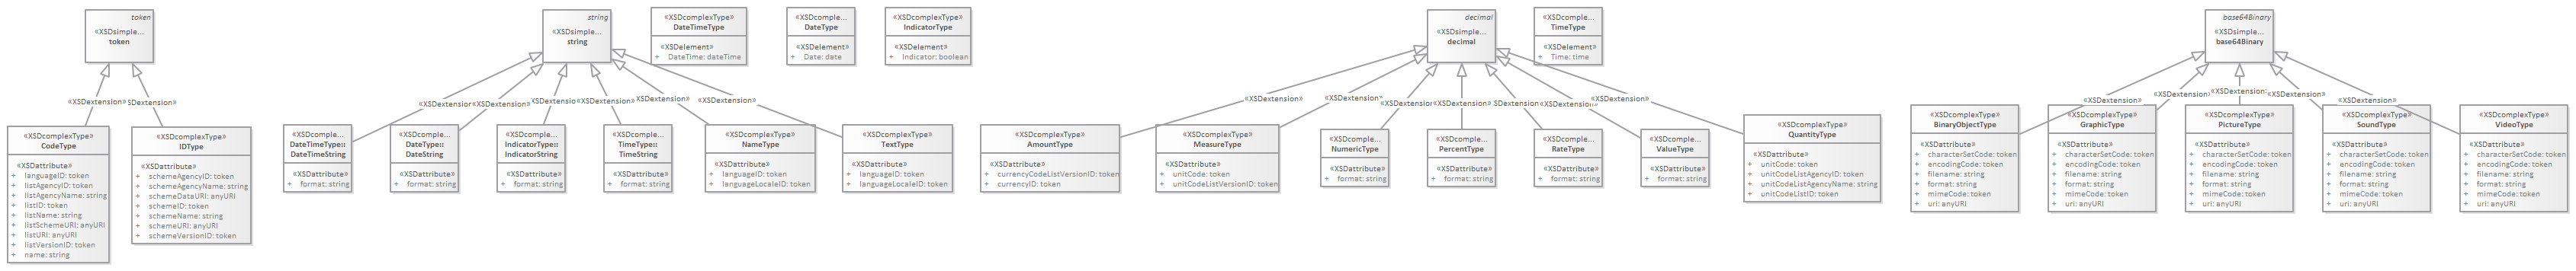 token
«XSDsimple...
token
string
«XSDsimple...
string
«XSDcomplexType»
DateTimeType
«XSDelement»
+ DateTime: dateTime
«XSDcomple...
DateType
«XSDelement»
+ Date: date
«XSDcomplexType»
IndicatorType
«XSDelement»
+ Indicator: boolean
decimal
«XSDsimple...
decimal
«XSDcomple...
TimeType
«XSDelement»
+ Time: time
base64Binary
«XSDsimple...
base64Binary
«XSDextension»
SDextension»
«XSDextension
«XSDextension»
XSDextension
«XSDextension»
«XSDextension»
«XSDextension»
«XSDextension»
«XSDextension»
«XSDextension
«XSDextension»
SDextension»
«XSDextension
«XSDextension»
«XSDextension»
«XSDextension»
«XSDextension»
«XSDextension»
«XSDextension»
«XSDcomplexType»
CodeType
«XSDattribute»
+ languageID: token
+ listAgencyID: token
+ listAgencyName: string
+ listID: token
+ listName: string
+ listSchemeURI: anyURI
+ listURI: anyURI
+ listVersionID: token
+ name: string
«XSDcomplexType»
IDType
«XSDattribute»
+ schemeAgencyID: token
+ schemeAgencyName: string
+ schemeDataURI: anyURI
+ schemeID: token
+ schemeName: string
+ schemeURI: anyURI
+ schemeVersionID: token
«XSDcomple...
DateTimeType::
DateTimeString
«XSDattribute»
+ format: string
«XSDcomple...
DateType::
DateString
«XSDattribute»
+ format: string
«XSDcomple...
IndicatorType::
IndicatorString
«XSDattribute»
+ format: string
«XSDcomple...
TimeType::
TimeString
«XSDattribute»
+ format: string
«XSDcomplexType»
NameType
«XSDattribute»
+ languageID: token
+ languageLocaleID: token
«XSDcomplexType»
TextType
«XSDattribute»
+ languageID: token
+ languageLocaleID: token
«XSDcomplexType»
AmountType
«XSDattribute»
+ currencyCodeListVersionID: token
+ currencyID: token
«XSDcomplexType»
MeasureType
«XSDattribute»
+ unitCode: token
+ unitCodeListVersionID: token
«XSDcomple...
NumericType
«XSDattribute»
+ format: string
«XSDcomple...
PercentType
«XSDattribute»
+ format: string
«XSDcomple...
RateType
«XSDattribute»
+ format: string
«XSDcomple...
ValueType
«XSDattribute»
+ format: string
«XSDcomplexType»
QuantityType
«XSDattribute»
+ unitCode: token
+ unitCodeListAgencyID: token
+ unitCodeListAgencyName: string
+ unitCodeListID: token
«XSDcomplexType»
BinaryObjectType
«XSDattribute»
+ characterSetCode: token
+ encodingCode: token
+ filename: string
+ format: string
+ mimeCode: token
+ uri: anyURI
«XSDcomplexType»
GraphicType
«XSDattribute»
+ characterSetCode: token
+ encodingCode: token
+ filename: string
+ format: string
+ mimeCode: token
+ uri: anyURI
«XSDcomplexType»
PictureType
«XSDattribute»
+ characterSetCode: token
+ encodingCode: token
+ filename: string
+ format: string
+ mimeCode: token
+ uri: anyURI
«XSDcomplexType»
SoundType
«XSDattribute»
+ characterSetCode: token
+ encodingCode: token
+ filename: string
+ format: string
+ mimeCode: token
+ uri: anyURI
«XSDcomplexType»
VideoType
«XSDattribute»
+ characterSetCode: token
+ encodingCode: token
+ filename: string
+ format: string
+ mimeCode: token
+ uri: anyURI